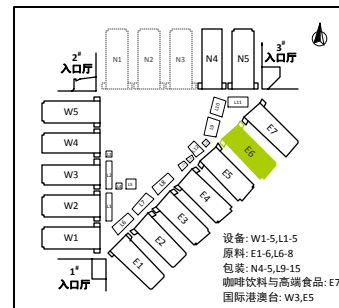 2#
入口厅
N1
N2
N3
N4
N5
3#
入口厅
W5
W4
W3
W2
W1
L11
E7
E6
E5
E4
E3
E2
E1
L8
L7
L6
1#
入口厅
设备: W1-5,L1-5
原料: E1-6,L6-8
包装: N4-5,L9-15
咖啡饮料与高端食品: E7
国际港澳台: W3,E5